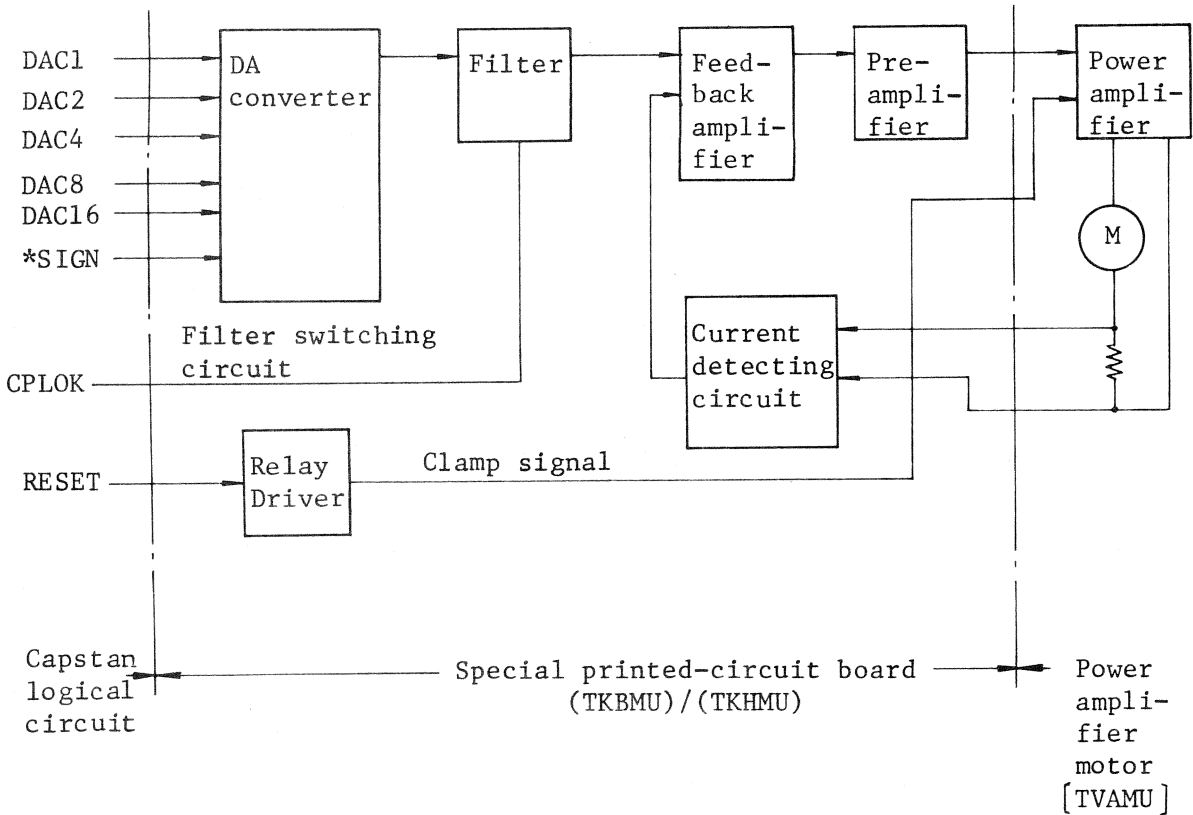 DAC1
DAC2
DAC4
DAC8
DAC16
*SIGN
DA
converter
Filter
Feed-
back
ampli-
fier
Pre-
ampli-
fier
Power
ampli-
fier
M
Filter switching
circuit
CPLOK
Current
detecting
circuit
RESET
Relay
Driver
Clamp signal
Capstan
logical
circuit
Special printed-circuit board
(TKBMU)/(TKHMU)
Power
ampli-
fier
motor
[TVAMU]